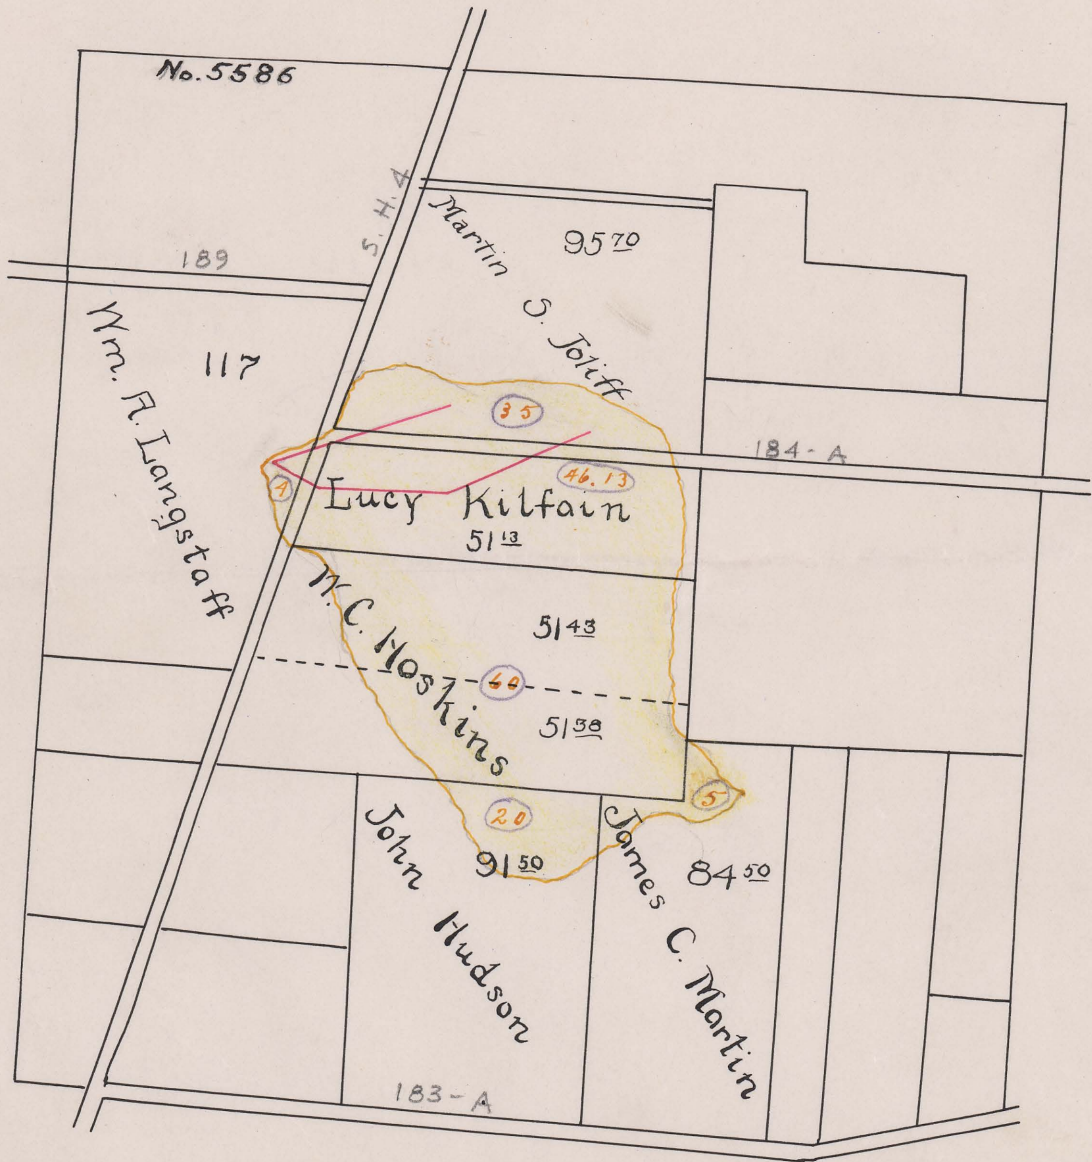 No. 5586
S. H. 4
189
Martin S. Joliff
95 70
Wm. A. Langstaff
117
35
184-A
46.13
4
Lucy Kilfain
51 13
W. C. Hoskins
51 43
60
51 38
5
20
John Hudson
91 50
James C. Martin
84 50
183-A